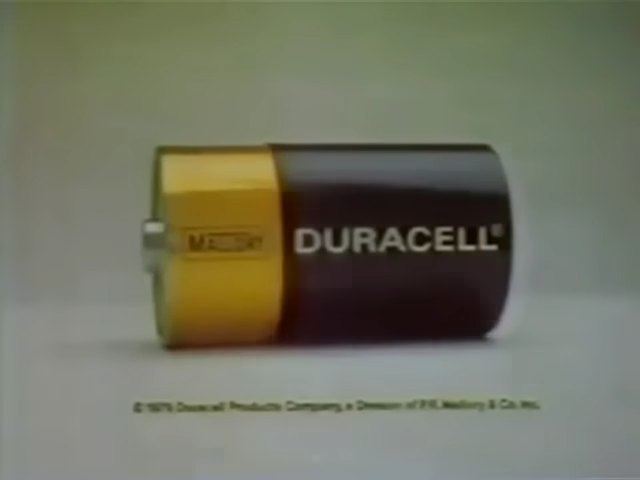 MALLORY
DURACELL®
Duracell Products Company, a Division of P.R. Mallory & Co. Inc.